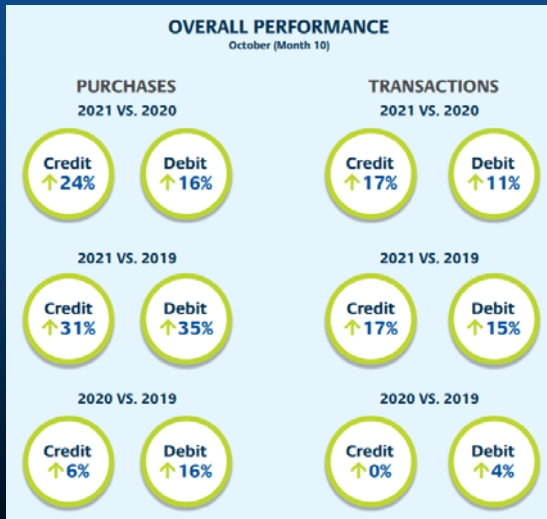 OVERALL PERFORMANCE
October (Month 10)
PURCHASES
2021 VS. 2020
Credit
↑24%
Debit
↑16%
2021 VS. 2019
Credit
↑31%
Debit
↑35%
2020 VS. 2019
Credit
↑6%
Debit
↑16%
TRANSACTIONS
2021 VS. 2020
Credit
↑17%
Debit
↑11%
2021 VS. 2019
Credit
↑17%
Debit
↑15%
2020 VS. 2019
Credit
↑0%
Debit
↑4%